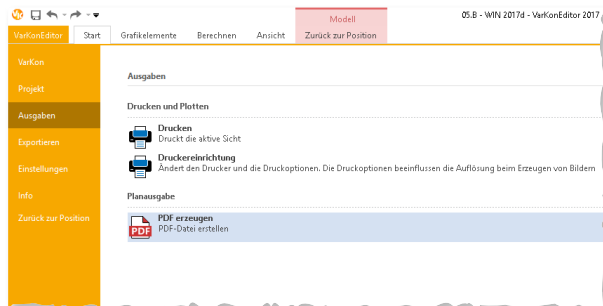 Modell
05.B - WIN 2017d - VarKonEditor 2017
VarKonEditor Start Grafikelemente Berechnen Ansicht Zurück zur Position
VarKon
Projekt
Ausgaben
Exportieren
Einstellungen
Info
Zurück zur Position
Ausgaben
Drucken und Plotten
Drucken
Druckt die aktive Sicht
Druckereinrichtung
Ändert den Drucker und die Druckoptionen. Die Druckoptionen beeinflussen die Auflösung beim Erzeugen von Bildern
Planausgabe
PDF erzeugen
PDF-Datei erstellen
PDF